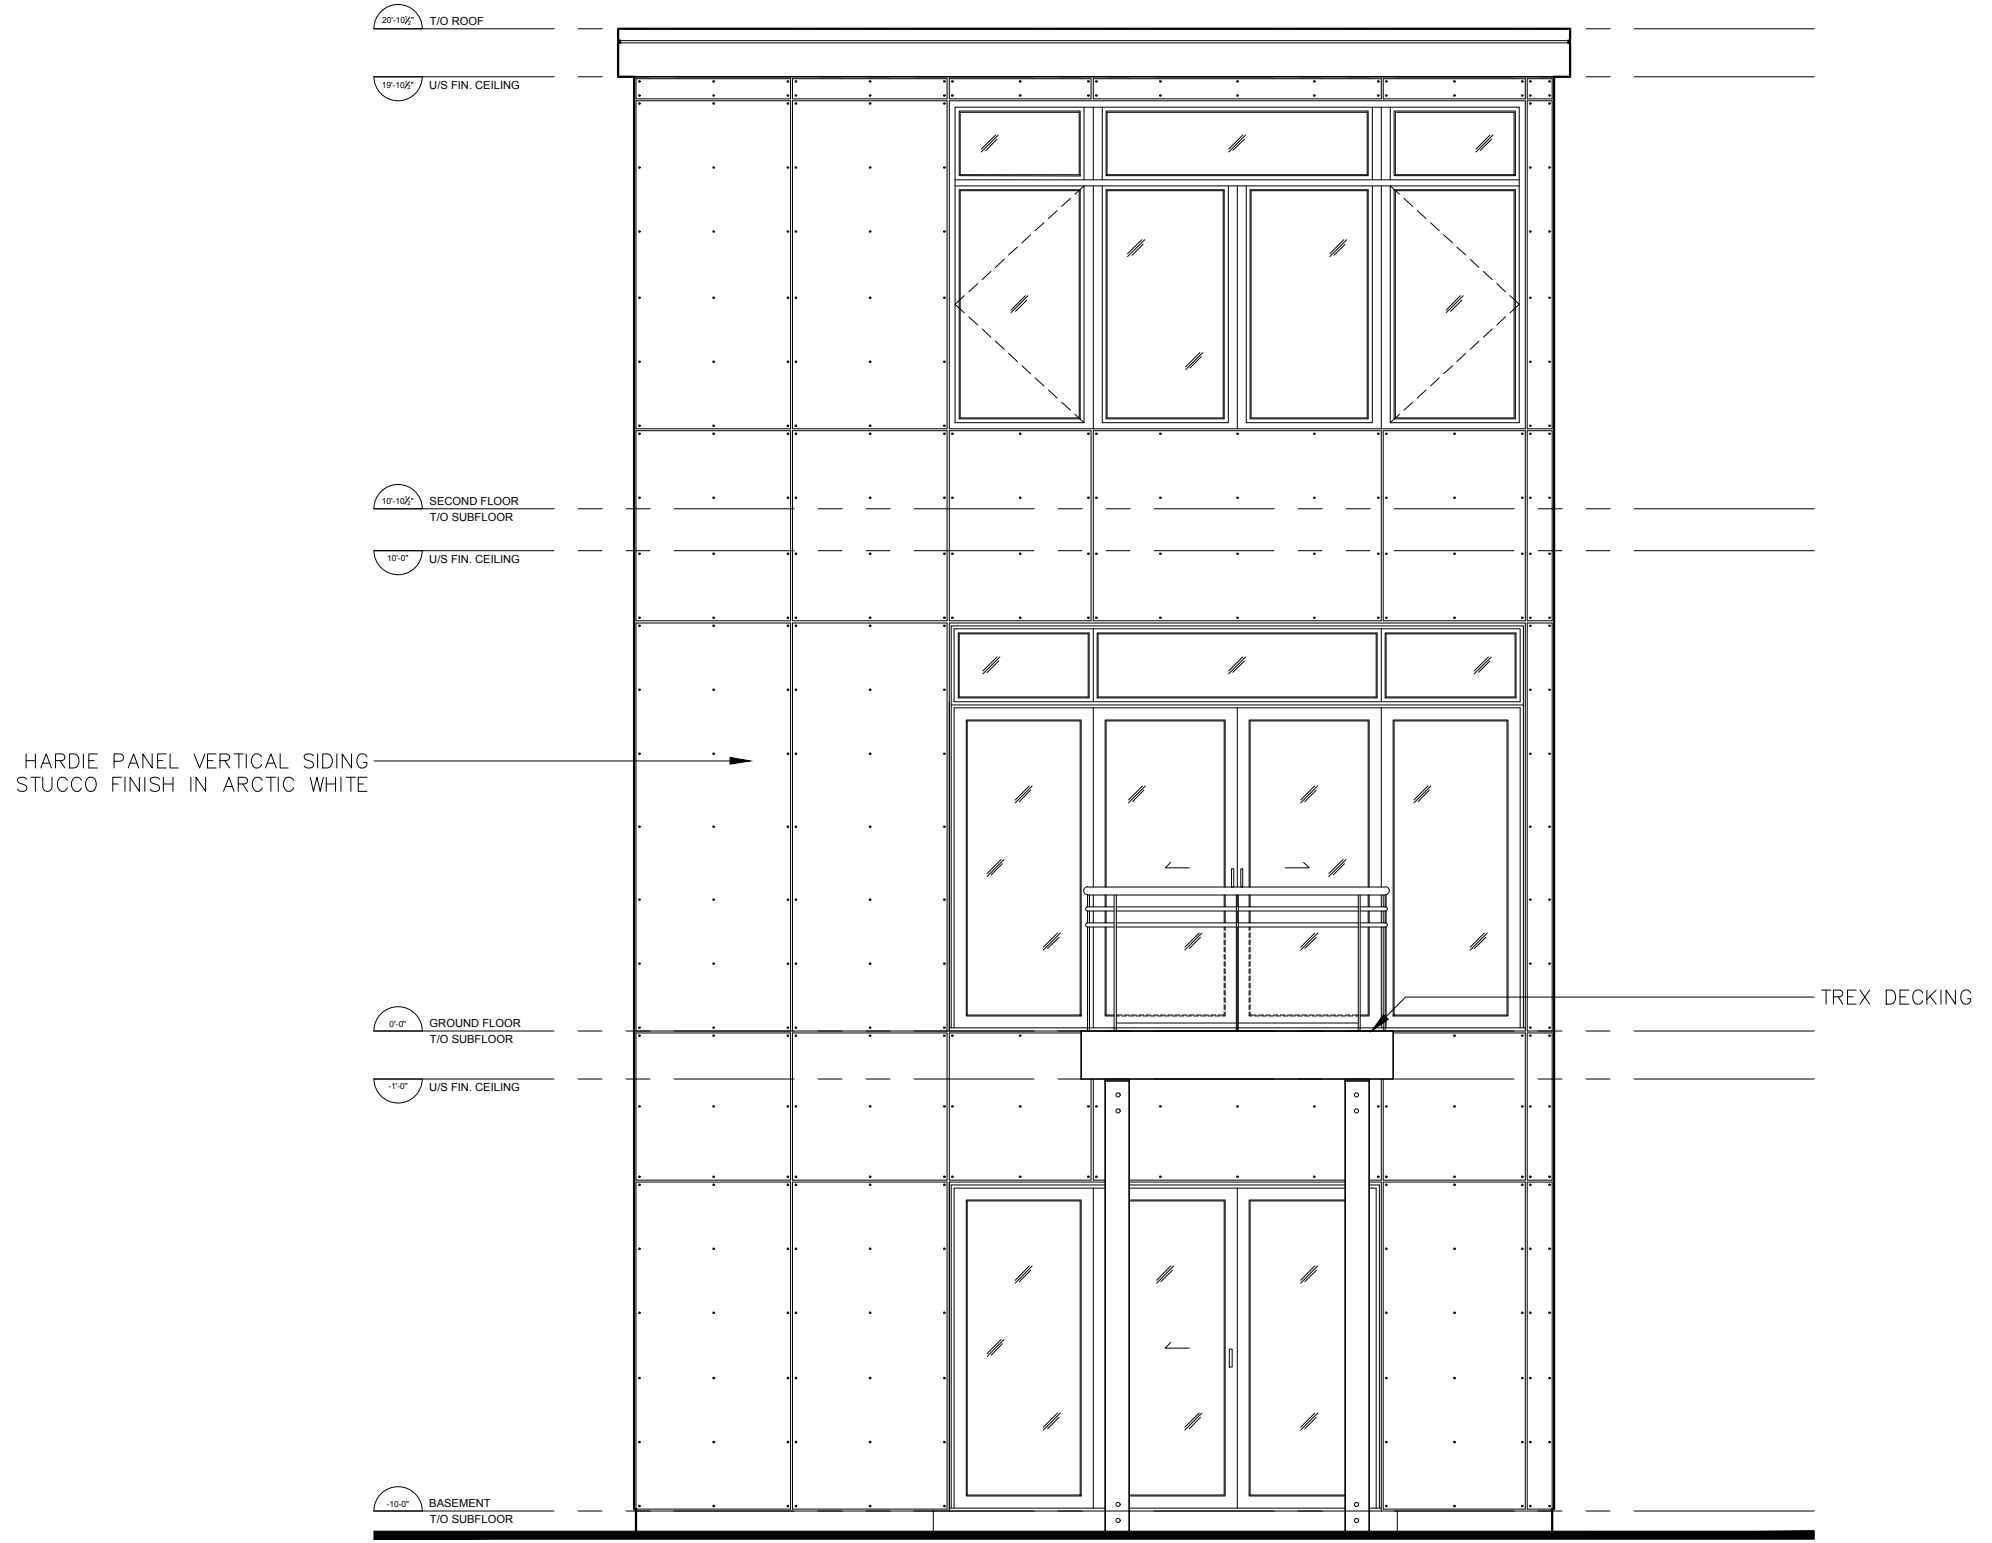 20'-10½" T/O ROOF
19'-10½" U/S FIN. CEILING
10'-10½" SECOND FLOOR
T/O SUBFLOOR
10'-0" U/S FIN. CEILING
HARDIE PANEL VERTICAL SIDING
STUCCO FINISH IN ARCTIC WHITE
TREX DECKING
0'-0" GROUND FLOOR
T/O SUBFLOOR
-1'-0" U/S FIN. CEILING
-10-0" BASEMENT
T/O SUBFLOOR